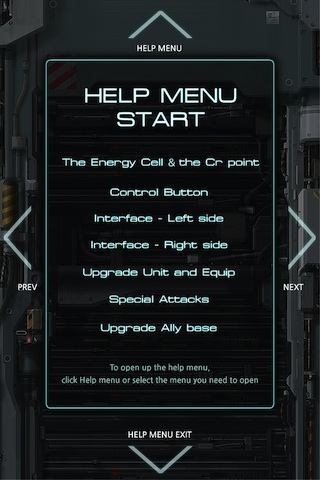 HELP MENU
HELP MENU
START
The Energy Cell & the Cr point
Control Button
Interface - Left side
Interface - Right side
PREV
NEXT
Upgrade Unit and Equip
Special Attacks
Upgrade Ally base
To open up the help menu,
click Help menu or select the menu you need to open
HELP MENU EXIT